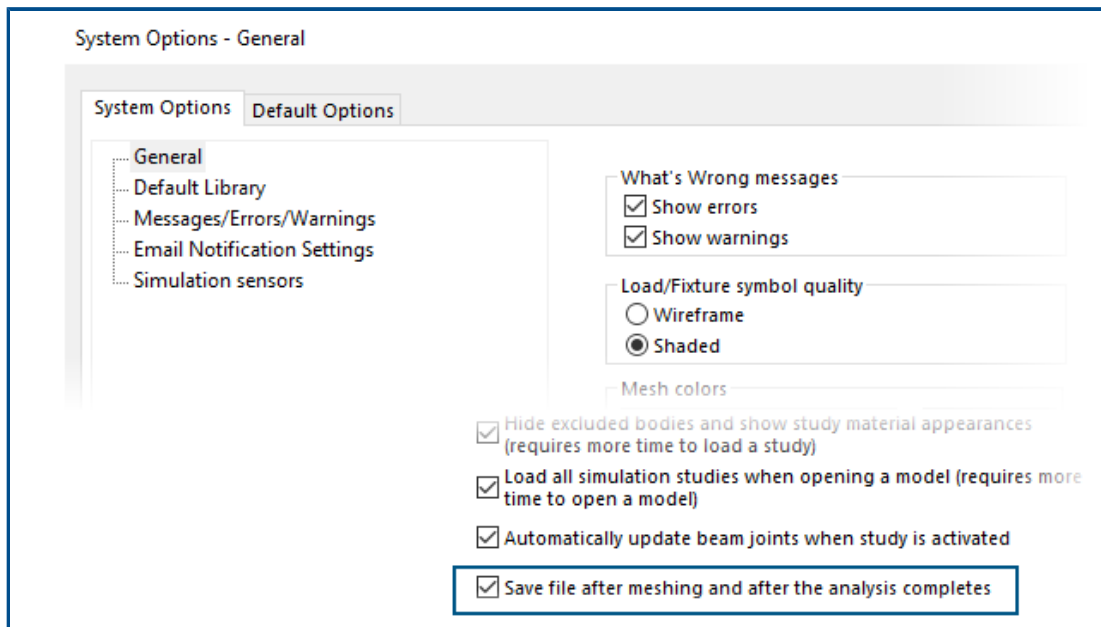 System Options - General
System Options
Default Options
General
Default Library
Messages/Errors/Warnings
Email Notification Settings
Simulation sensors
What's Wrong messages
Show errors
Show warnings
Load/Fixture symbol quality
Wireframe
Shaded
Mesh colors
Hide excluded bodies and show study material appearances
(requires more time to load a study)
Load all simulation studies when opening a model (requires more
time to open a model)
Automatically update beam joints when study is activated
Save file after meshing and after the analysis completes